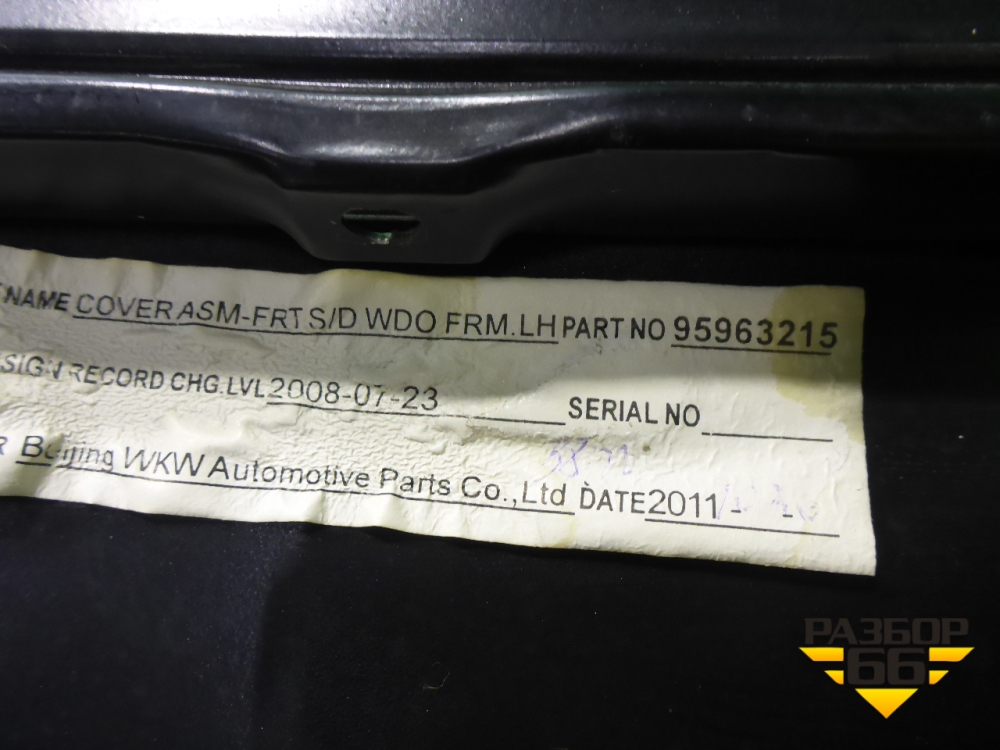 NAME COVER ASM-FRT S/D WDO FRM.LH PART NO 95963215
SIGN RECORD CHG.LVL 2008-07-23 SERIAL NO
R Beijing WKW Automotive Parts Co.,Ltd DATE 2011- -
РАЗБОР
66